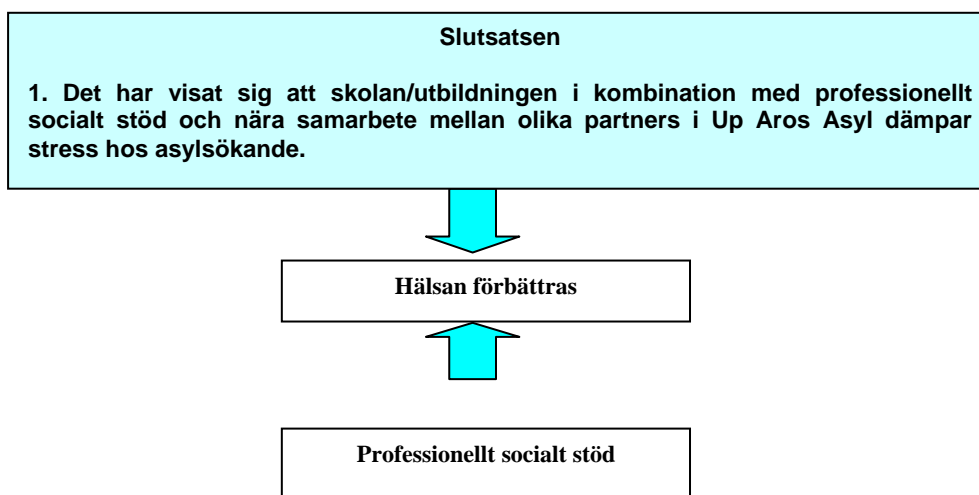 Slutsatsen
1. Det har visat sig att skolan/utbildningen i kombination med professionellt
socialt stöd och nära samarbete mellan olika partners i Up Aros Asyl dämpar
stress hos asylsökande.
Hälsan förbättras
Professionellt socialt stöd